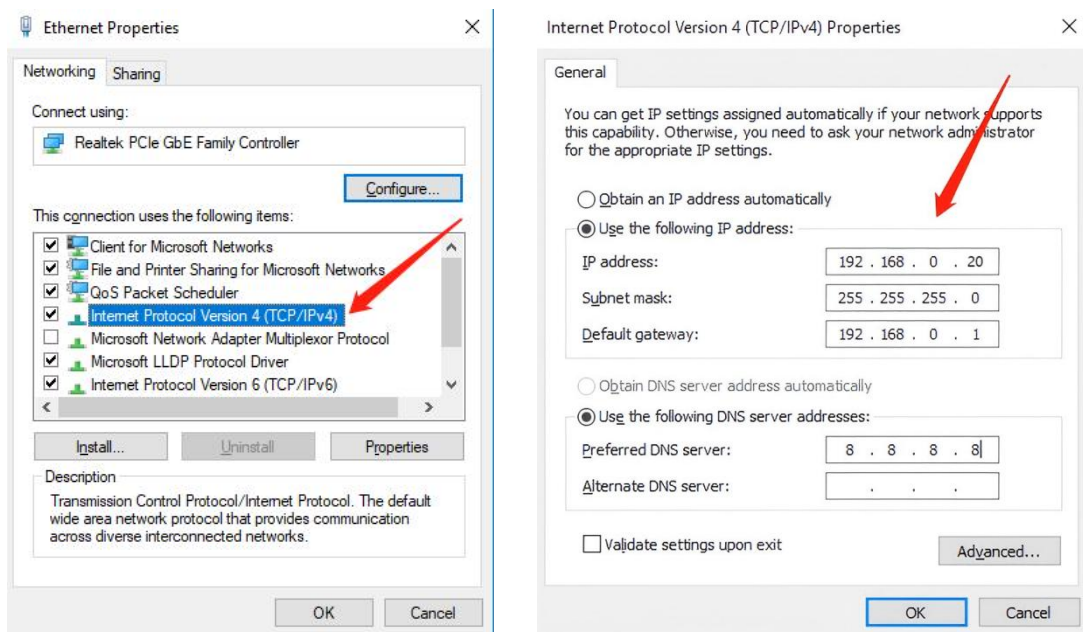 Ethernet Properties
Networking
Sharing
Connect using:
Realtek PCIe GbE Family Controller
Configure...
This connection uses the following items:
Client for Microsoft Networks
File and Printer Sharing for Microsoft Networks
QoS Packet Scheduler
Internet Protocol Version 4 (TCP/IPv4)
Microsoft Network Adapter Multiplexor Protocol
Microsoft LLDP Protocol Driver
Internet Protocol Version 6 (TCP/IPv6)
Install...
Uninstall
Properties
Description
Transmission Control Protocol/Internet Protocol. The default
wide area network protocol that provides communication
across diverse interconnected networks.
OK
Cancel
Internet Protocol Version 4 (TCP/IPv4) Properties
General
You can get IP settings assigned automatically if your network supports
this capability. Otherwise, you need to ask your network administrator
for the appropriate IP settings.
Obtain an IP address automatically
Use the following IP address:
IP address:
192 . 168 . 0 . 20
Subnet mask:
255 . 255 . 255 . 0
Default gateway:
192 . 168 . 0 . 1
Obtain DNS server address automatically
Use the following DNS server addresses:
Preferred DNS server:
8 . 8 . 8 . 8
Alternate DNS server:
. . .
Validate settings upon exit
Advanced...
OK
Cancel